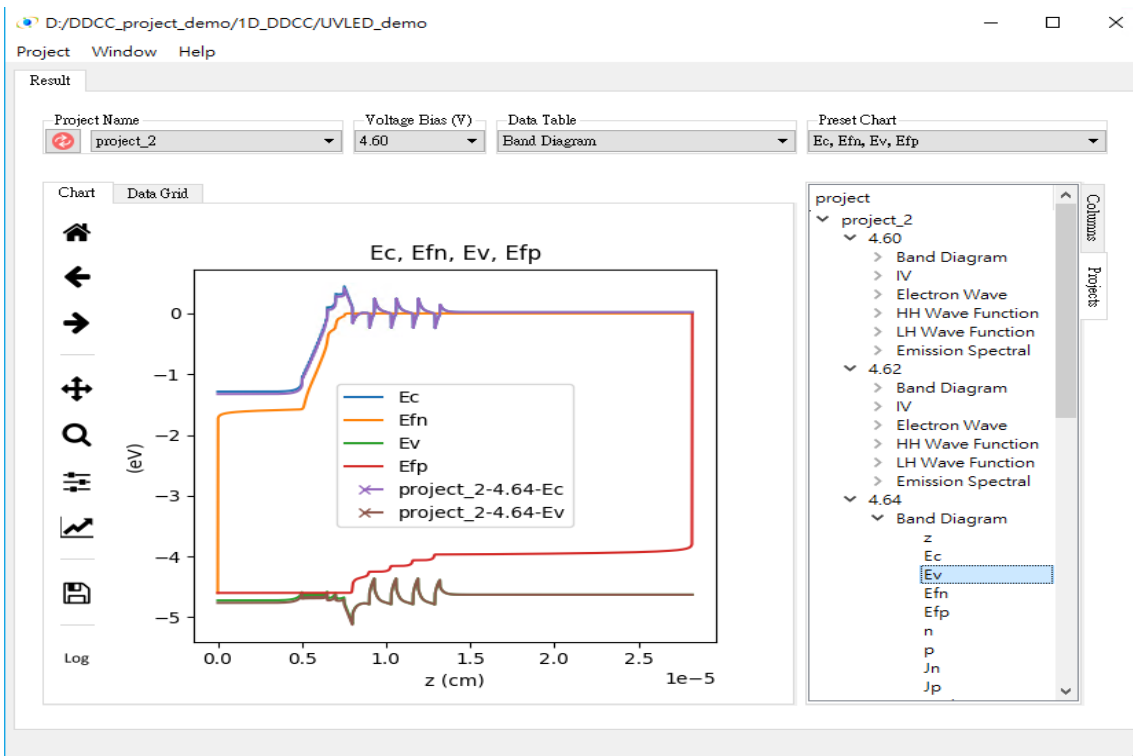 D:/DDCC_project_demo/1D_DDCC/UVLED_demo
Project Window Help
Result
Project Name
project_2
Voltage Bias (V)
4.60
Data Table
Band Diagram
Preset Chart
Ec, Efn, Ev, Efp
Chart
Data Grid
Log
Ec, Efn, Ev, Efp
(eV)
0
−1
−2
−3
−4
−5
Ec
Efn
Ev
Efp
project_2-4.64-Ec
project_2-4.64-Ev
0.0 0.5 1.0 1.5 2.0 2.5
z (cm)
1e−5
project
project_2
4.60
Band Diagram
IV
Electron Wave
HH Wave Function
LH Wave Function
Emission Spectral
4.62
Band Diagram
IV
Electron Wave
HH Wave Function
LH Wave Function
Emission Spectral
4.64
Band Diagram
z
Ec
Ev
Efn
Efp
n
p
Jn
Jp
Columns
Projects